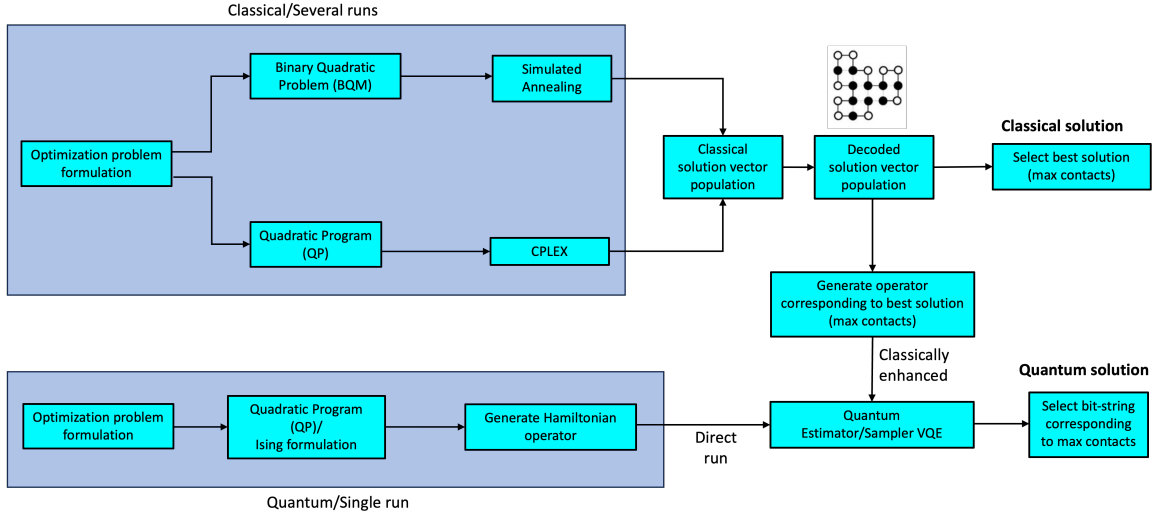 Classical/Several runs
Optimization problem
formulation
Binary Quadratic
Problem (BQM)
Simulated
Annealing
Quadratic Program
(QP)
CPLEX
Classical
solution vector
population
Decoded
solution vector
population
Classical solution
Select best solution
(max contacts)
Generate operator
corresponding to best solution
(max contacts)
Classically
enhanced
Optimization problem
formulation
Quadratic Program
(QP)/
Ising formulation
Generate Hamiltonian
operator
Direct
run
Quantum
Estimator/Sampler VQE
Quantum solution
Select bit-string
corresponding
to max contacts
Quantum/Single run